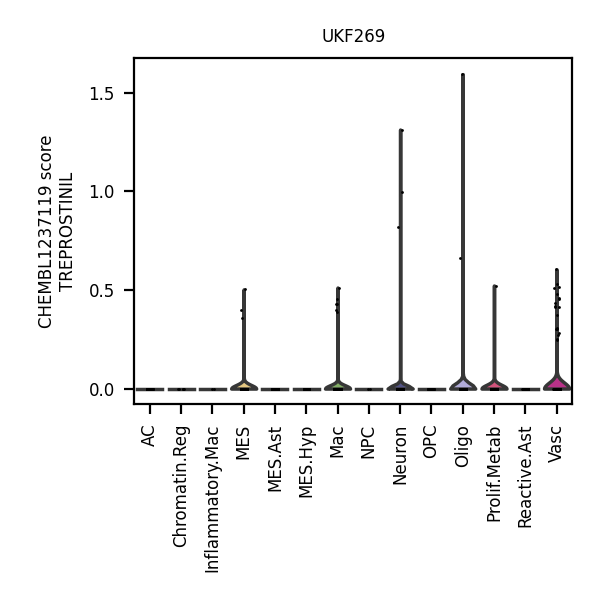 UKF269
CHEMBL1237119 score
TREPROSTINIL
1.5
1.0
0.5
0.0
AC
Chromatin.Reg
Inflammatory.Mac
MES
MES.Ast
MES.Hyp
Mac
NPC
Neuron
OPC
Oligo
Prolif.Metab
Reactive.Ast
Vasc